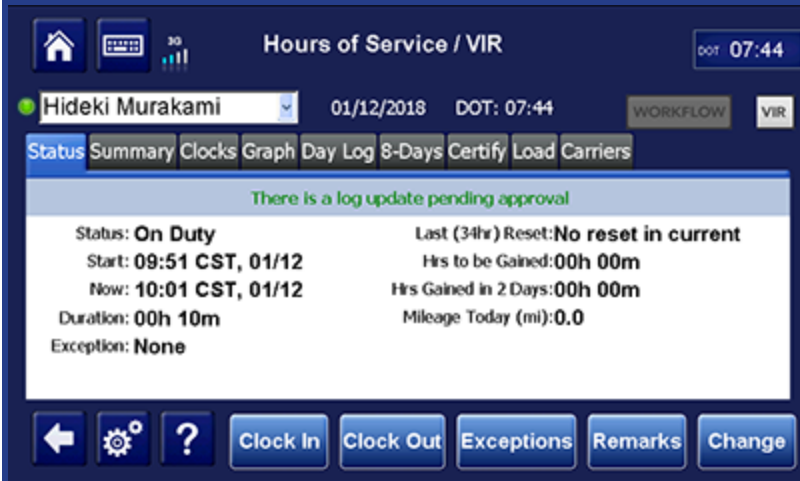 3G
Hours of Service / VIR
DOT 07:44
Hideki Murakami
01/12/2018
DOT: 07:44
WORKFLOW
VIR
Status Summary Clocks Graph Day Log 8-Days Certify Load Carriers
There is a log update pending approval
Status: On Duty
Last (34hr) Reset:No reset in current
Start: 09:51 CST, 01/12
Hrs to be Gained:00h 00m
Now: 10:01 CST, 01/12
Hrs Gained in 2 Days:00h 00m
Duration: 00h 10m
Mileage Today (mi):0.0
Exception: None
?
Clock In
Clock Out
Exceptions
Remarks
Change